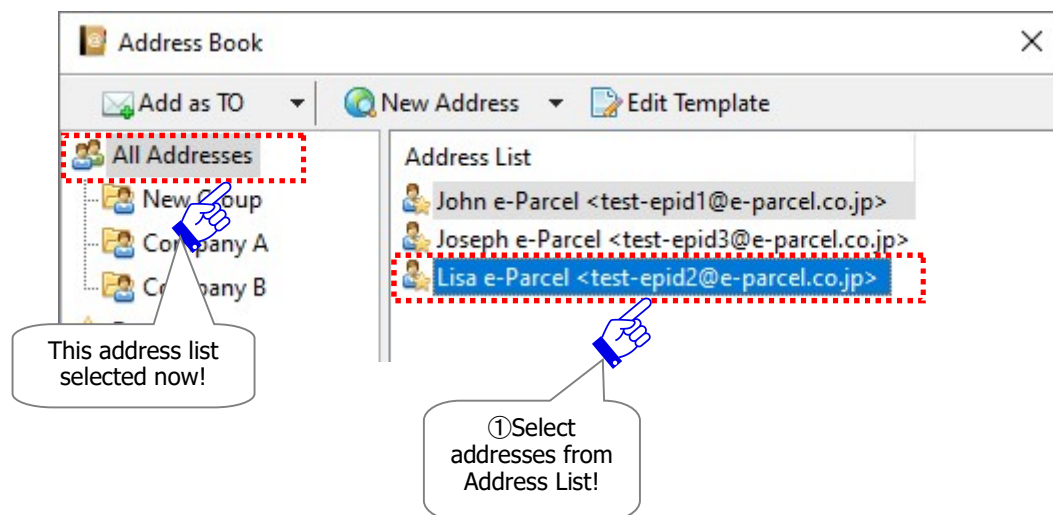 Address Book
Add as TO
New Address
Edit Template
All Addresses
New Group
Company A
Company B
Address List
John e-Parcel <test-epid1@e-parcel.co.jp>
Joseph e-Parcel <test-epid3@e-parcel.co.jp>
Lisa e-Parcel <test-epid2@e-parcel.co.jp>
This address list
selected now!
①Select
addresses from
Address List!